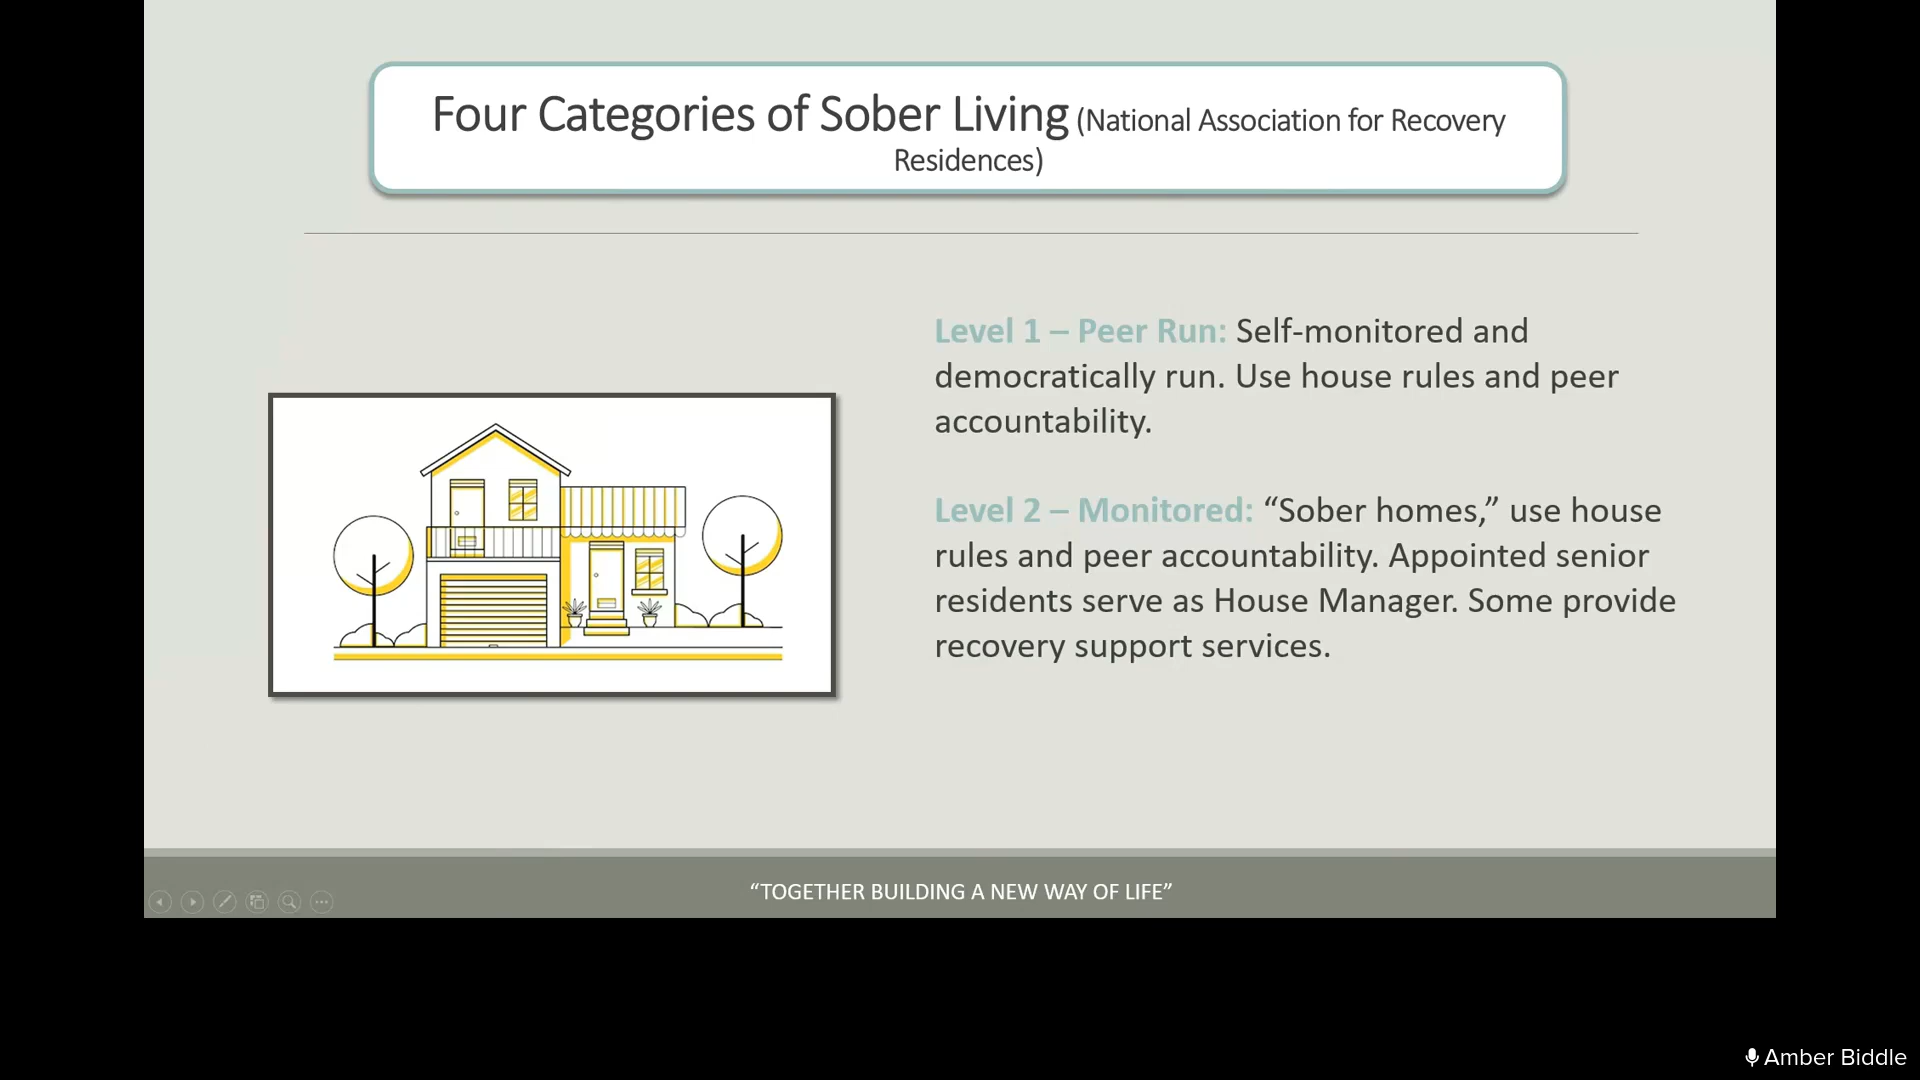 Four Categories of Sober Living (National Association for Recovery
Residences)
Level 1 – Peer Run: Self-monitored and
democratically run. Use house rules and peer
accountability.
Level 2 – Monitored: “Sober homes,” use house
rules and peer accountability. Appointed senior
residents serve as House Manager. Some provide
recovery support services.
“TOGETHER BUILDING A NEW WAY OF LIFE”
Amber Biddle